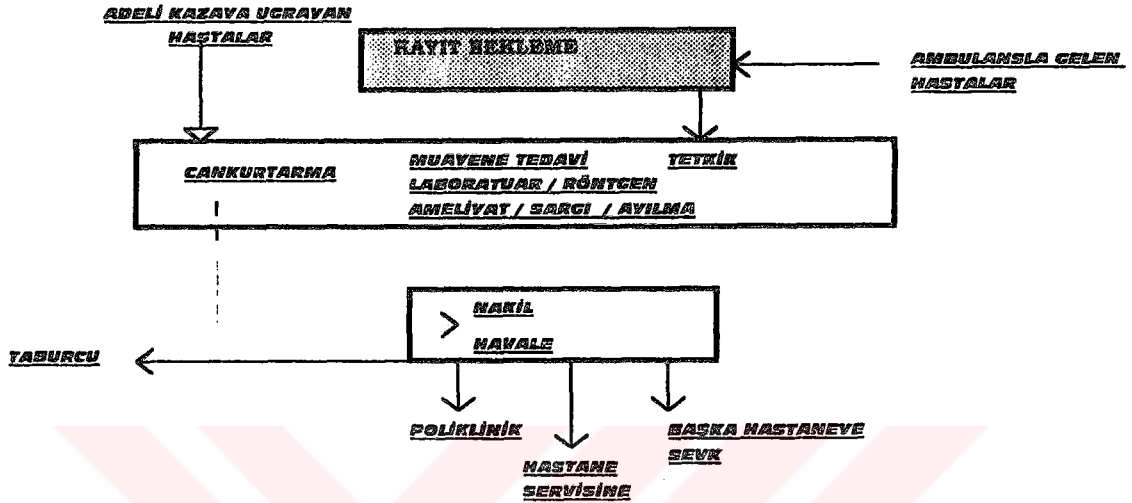 ADELİ KAZAYA UGRAYAN
HASTALAR
KAYIT BEKLEME
AMBULANSLA GELEN
HASTALAR
CANKURTARMA
MUAYENE TEDAVİ
LABORATUAR / RÖNTGEN
AMELİYAT / SARGI / AYILMA
TETKİK
NAKİL
HAVALE
TABURCU
POLİKLİNİK
HASTANE
SERVİSİNE
BAŞKA HASTANEYE
SEVK